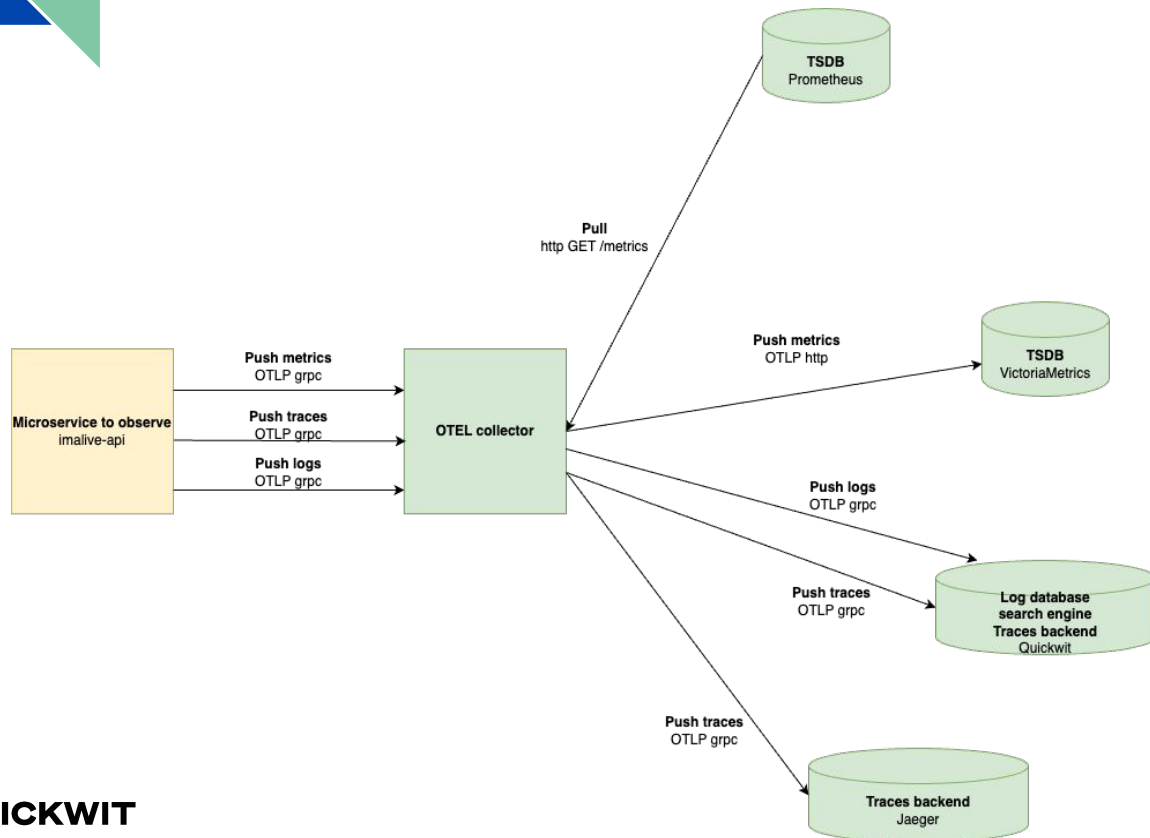 TSDB
Prometheus
Pull
http GET /metrics
Push metrics
OTLP http
TSDB
VictoriaMetrics
Microservice to observe
imalive-api
Push metrics
OTLP grpc
Push traces
OTLP grpc
Push logs
OTLP grpc
OTEL collector
Push logs
OTLP grpc
Push traces
OTLP grpc
Log database
search engine
Traces backend
Quickwit
Push traces
OTLP grpc
Traces backend
Jaeger
ICKWIT